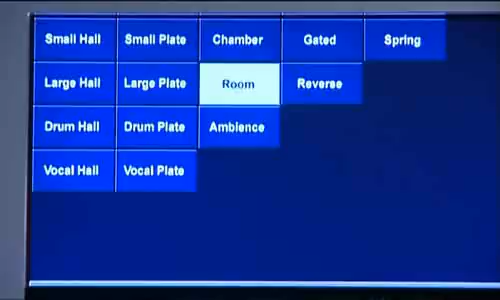 Small Hall Small Plate Chamber Gated Spring
Large Hall Large Plate Room Reverse
Drum Hall Drum Plate Ambience
Vocal Hall Vocal Plate